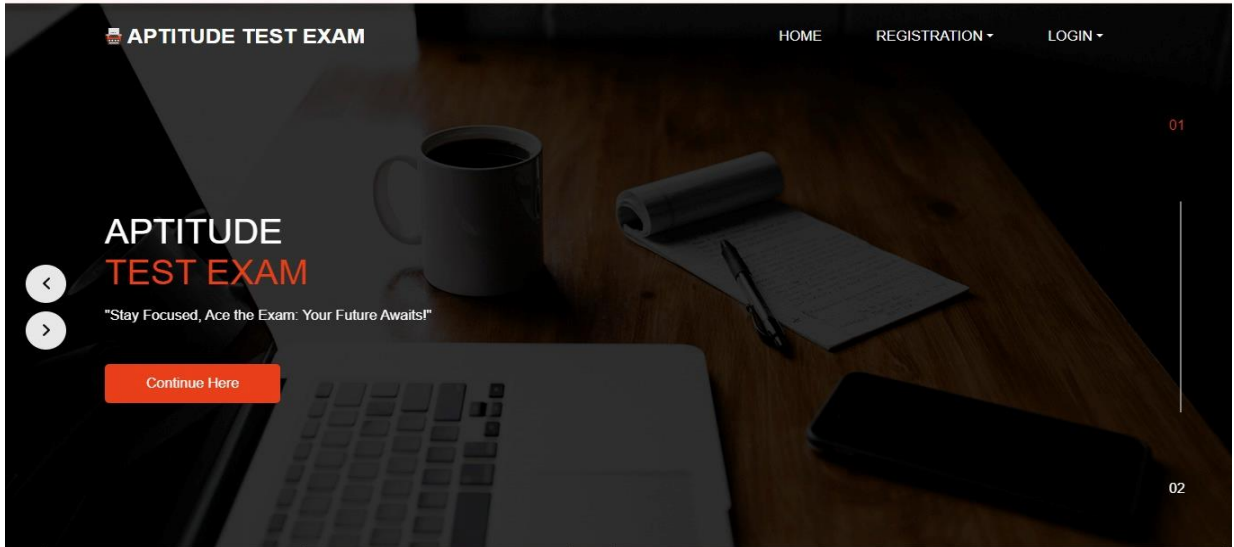 APTITUDE TEST EXAM
HOME
REGISTRATION
LOGIN
01
APTITUDE
TEST EXAM
"Stay Focused, Ace the Exam: Your Future Awaits!"
Continue Here
02